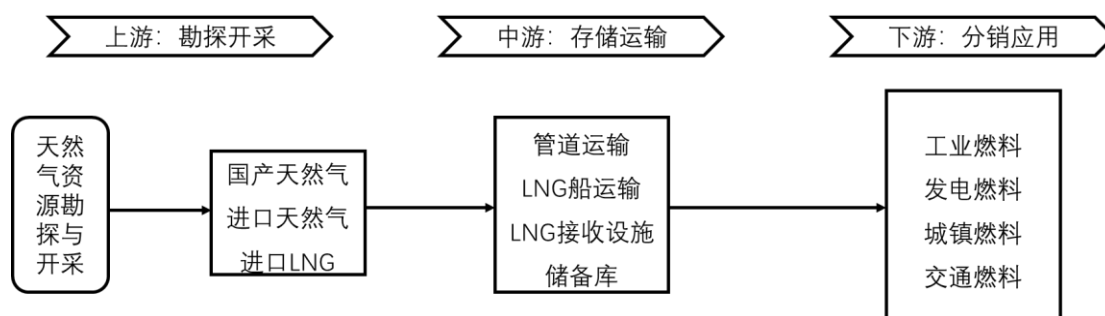 上游：勘探开采
中游：存储运输
下游：分销应用
天然
气资
源勘
探与
开采
国产天然气
进口天然气
进口LNG
管道运输
LNG船运输
LNG接收设施
储备库
工业燃料
发电燃料
城镇燃料
交通燃料